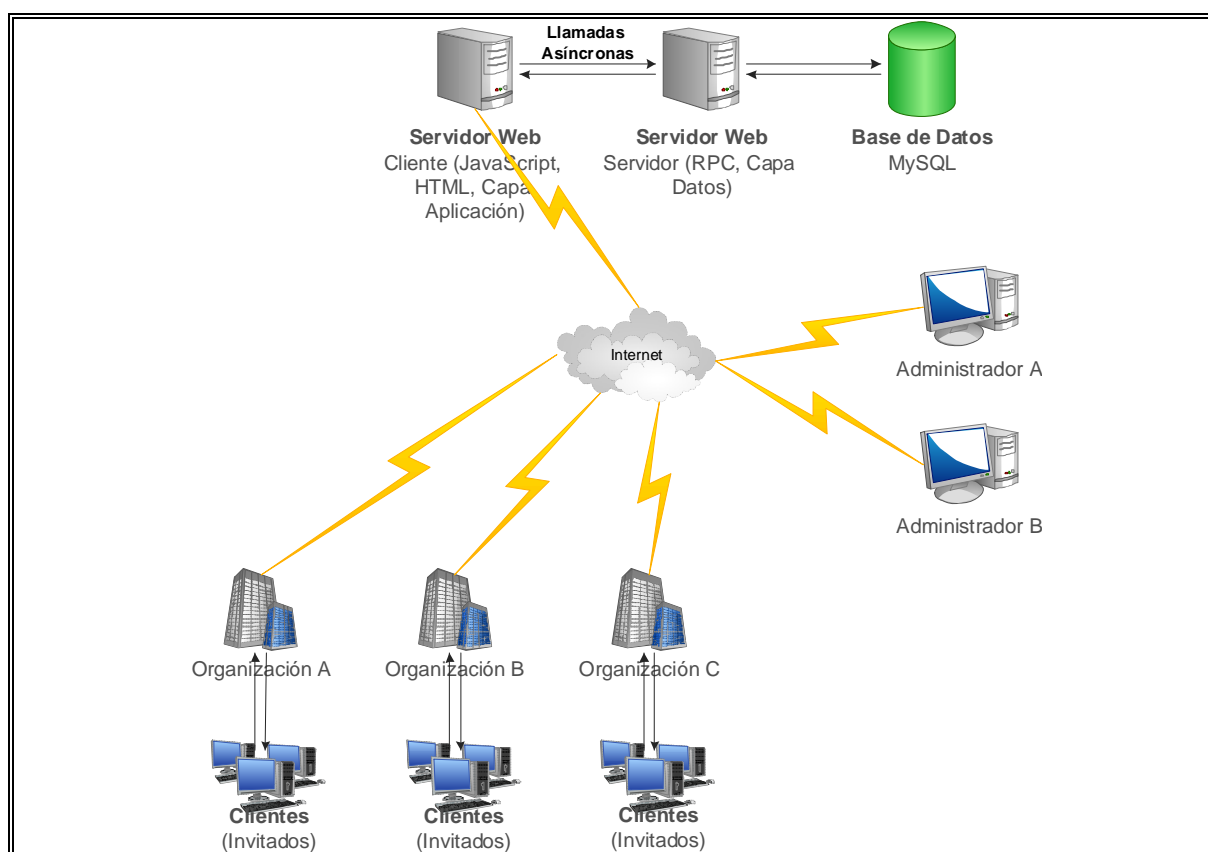 Llamadas
Asíncronas
Servidor Web
Cliente (JavaScript,
HTML, Capa
Aplicación)
Servidor Web
Servidor (RPC, Capa
Datos)
Base de Datos
MySQL
Internet
Administrador A
Administrador B
Organización A
Organización B
Organización C
Clientes
(Invitados)
Clientes
(Invitados)
Clientes
(Invitados)